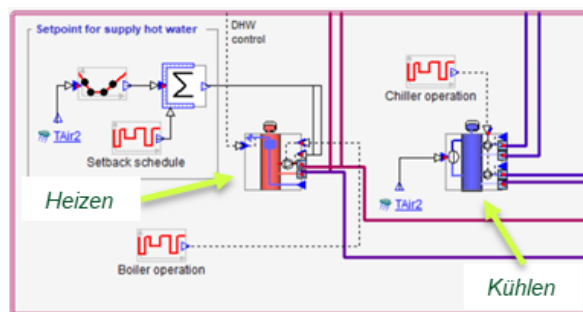 Setpoint for supply hot water
DHW
control
Σ
TAir2
Setback schedule
Chiller operation
TAir2
Heizen
Boiler operation
Kühlen